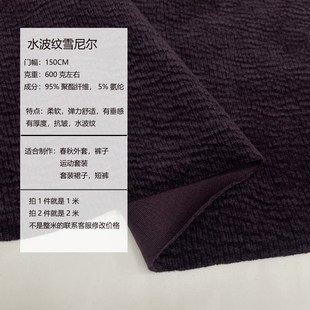 水波纹雪尼尔
门幅：150CM
克重：600 克左右
成分：95% 聚酯纤维， 5% 氨纶
特点：柔软，弹力舒适，有垂感
有厚度，抗皱，水波纹
适合制作：春秋外套，裤子
运动套装
套装裙子，短裤
拍 1 件就是 1 米
拍 2 件就是 2 米
不是整米的联系客服修改价格